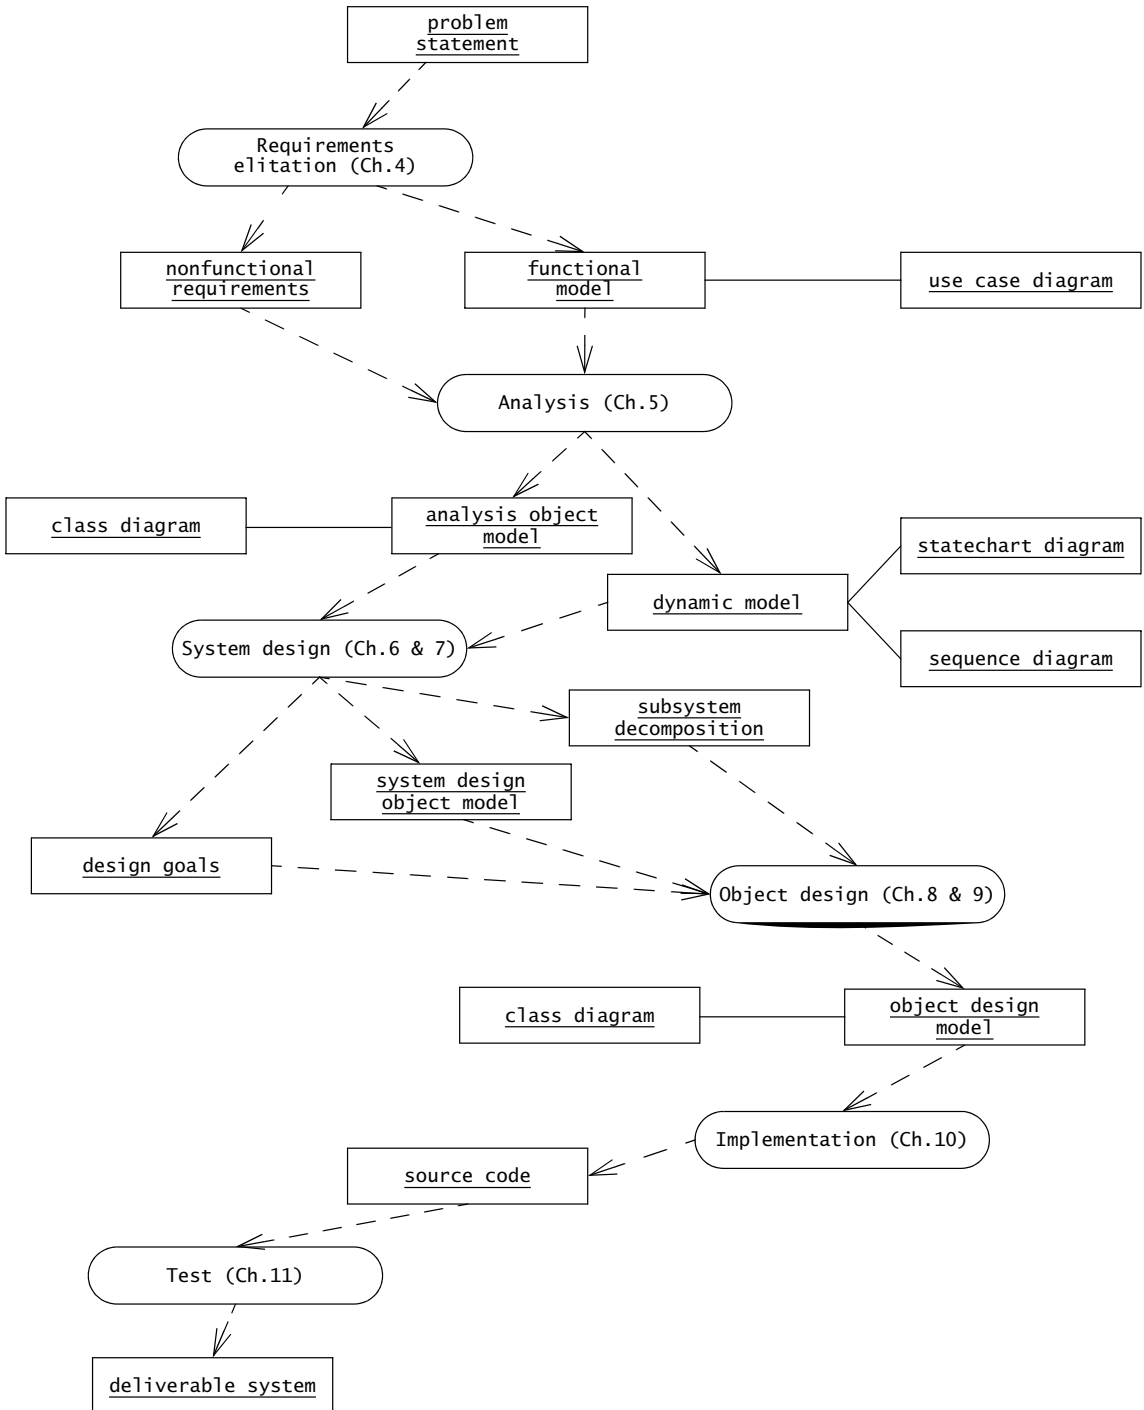 problem
statement
Requirements
elitation (Ch.4)
nonfunctional
requirements
functional
model
use case diagram
Analysis (Ch.5)
class diagram
analysis object
model
statechart diagram
dynamic model
System design (Ch.6 & 7)
sequence diagram
subsystem
decomposition
system design
object model
design goals
Object design (Ch.8 & 9)
class diagram
object design
model
Implementation (Ch.10)
source code
Test (Ch.11)
deliverable system